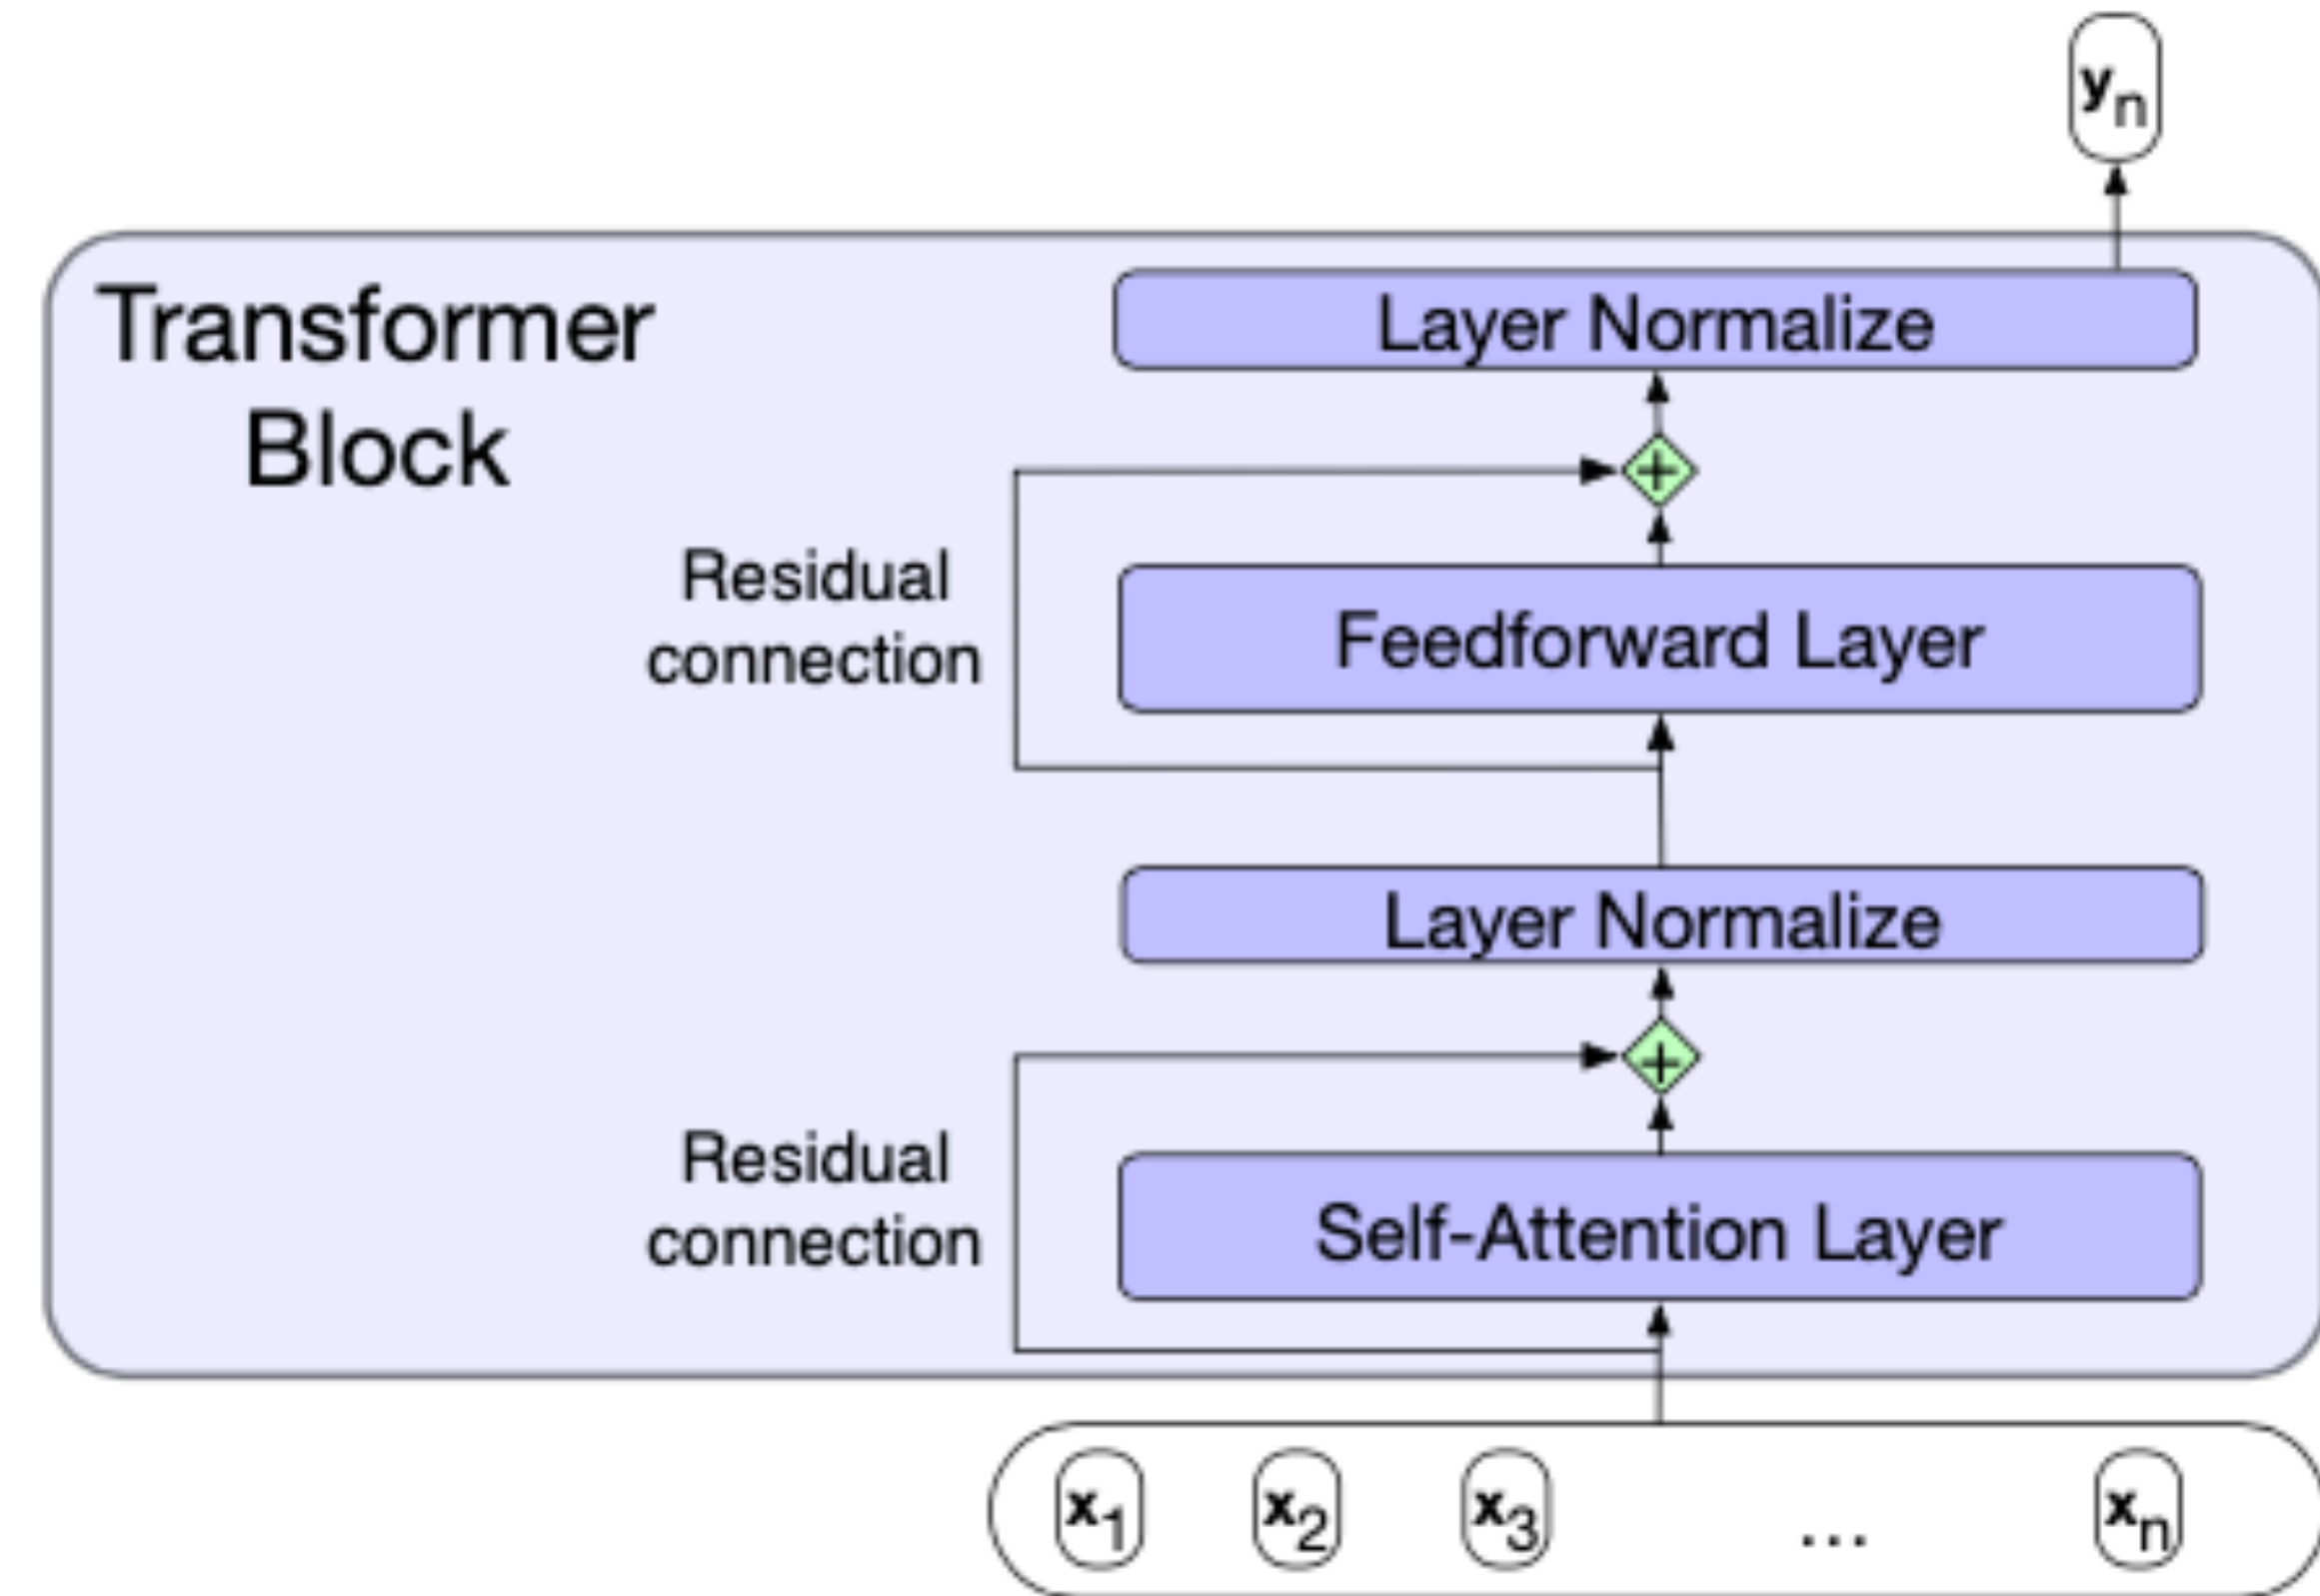 yn
Transformer
Block
Layer Normalize
+
Residual
connection
Feedforward Layer
Layer Normalize
+
Residual
connection
Self-Attention Layer
x1 x2 x3 ... xn